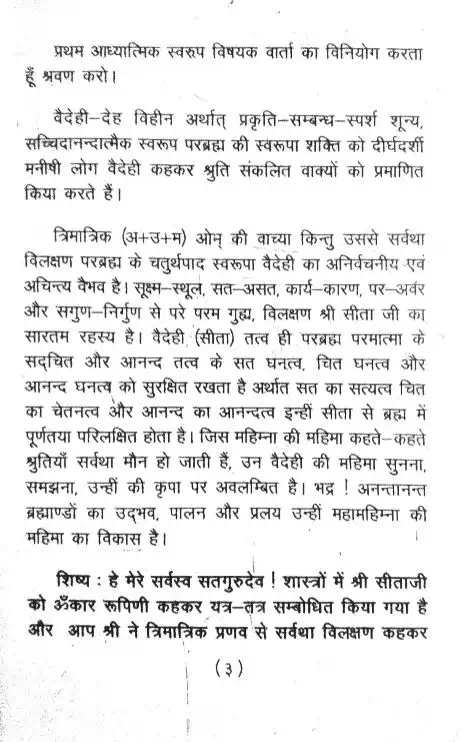 प्रथम आध्यात्मिक स्वरुप विषयक वार्ता का विनियोग करता
हूँ श्रवण करो।
वैदेही–देह विहीन अर्थात् प्रकृति–सम्बन्ध–स्पर्श शून्य,
सच्चिदानन्दात्मैक स्वरूप परब्रह्म की स्वरूपा शक्ति को दीर्घदर्शी
मनीषी लोग वैदेही कहकर श्रुति संकलित वाक्यों को प्रमाणित
किया करते हैं।
त्रिमात्रिक (अ+उ+म) ओम् की वाच्या किन्तु उससे सर्वथा
विलक्षण परब्रह्म के चतुर्थपाद स्वरूपा वैदेही का अनिर्वचनीय एवं
अचिन्त्य वैभव है। सूक्ष्म–स्थूल, सत–असत, कार्य–कारण, पर–अवर
और सगुण–निर्गुण से परे परम गुह्य, विलक्षण श्री सीता जी का
सारतम रहस्य है। वैदेही (सीता) तत्व ही परब्रह्म परमात्मा के
सद्चित और आनन्द तत्व के सत घनत्व, चित घनत्व और
आनन्द घनत्व को सुरक्षित रखता है अर्थात सत का सत्यत्व चित
का चेतनत्व और आनन्द का आनन्दत्व इन्हीं सीता से ब्रह्म में
पूर्णतया परिलक्षित होता है। जिस महिम्ना की महिमा कहते–कहते
श्रुतियाँ सर्वथा मौन हो जाती हैं, उन वैदेही की महिमा सुनना,
समझना, उन्हीं की कृपा पर अवलम्बित है। भद्र ! अनन्तानन्त
ब्रह्माण्डों का उद्भव, पालन और प्रलय उन्हीं महामहिम्ना की
महिमा का विकास है।
शिष्य : हे मेरे सर्वस्व सतगुरुदेव ! शास्त्रों में श्री सीताजी
को ॐकार रूपिणी कहकर यत्र–तत्र सम्बोधित किया गया है
और आप श्री ने त्रिमात्रिक प्रणव से सर्वथा विलक्षण कहकर
(३)